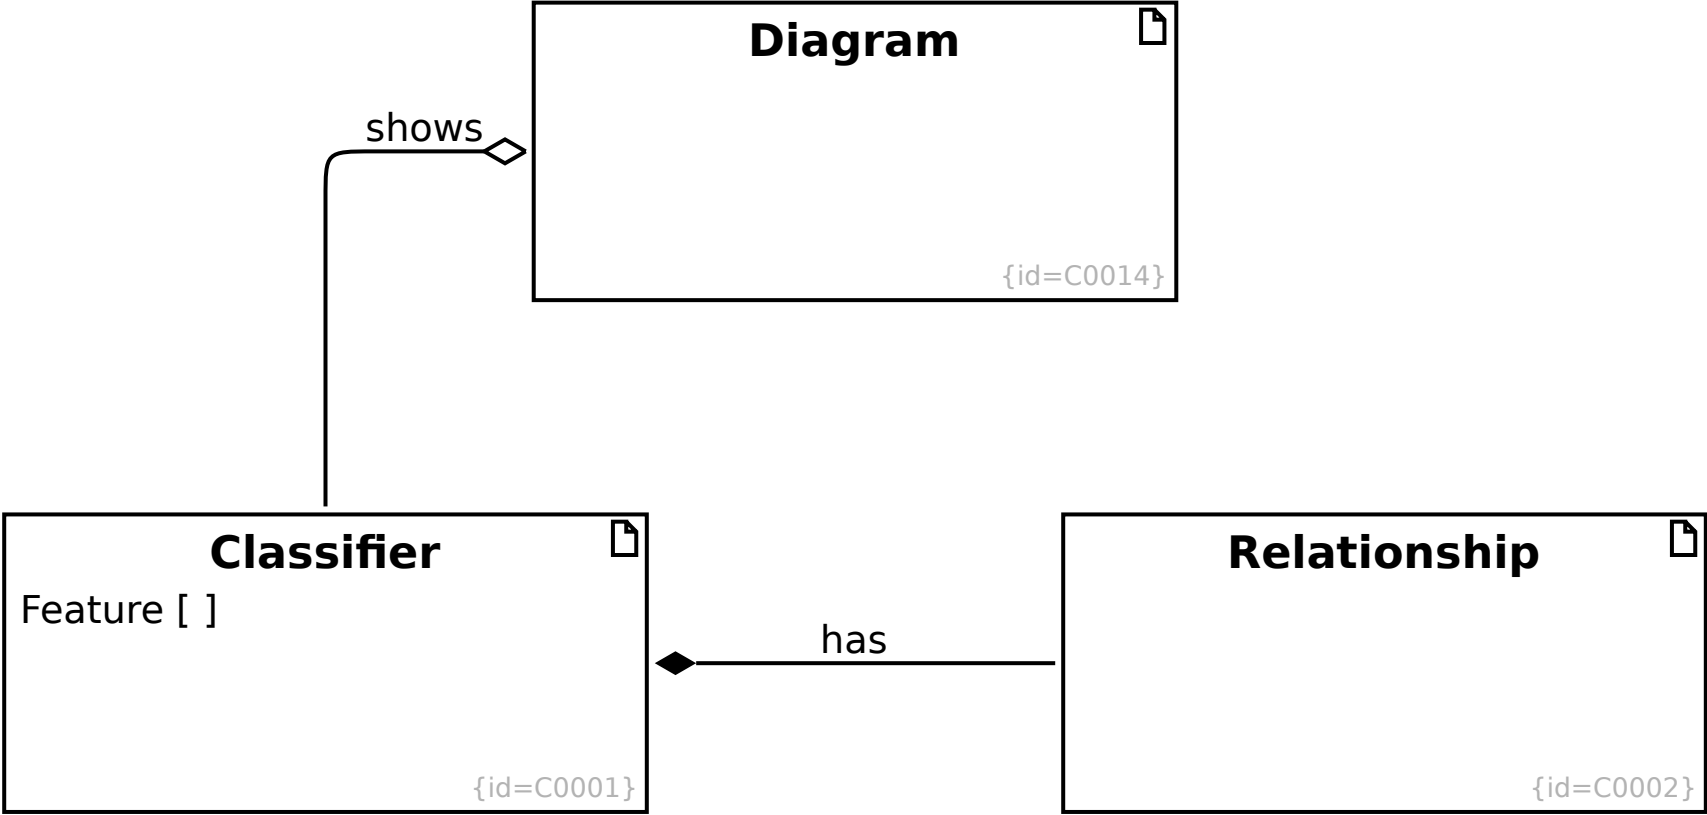 Diagram
shows
{id=C0014}
Classifier
Feature [ ]
{id=C0001}
has
Relationship
{id=C0002}